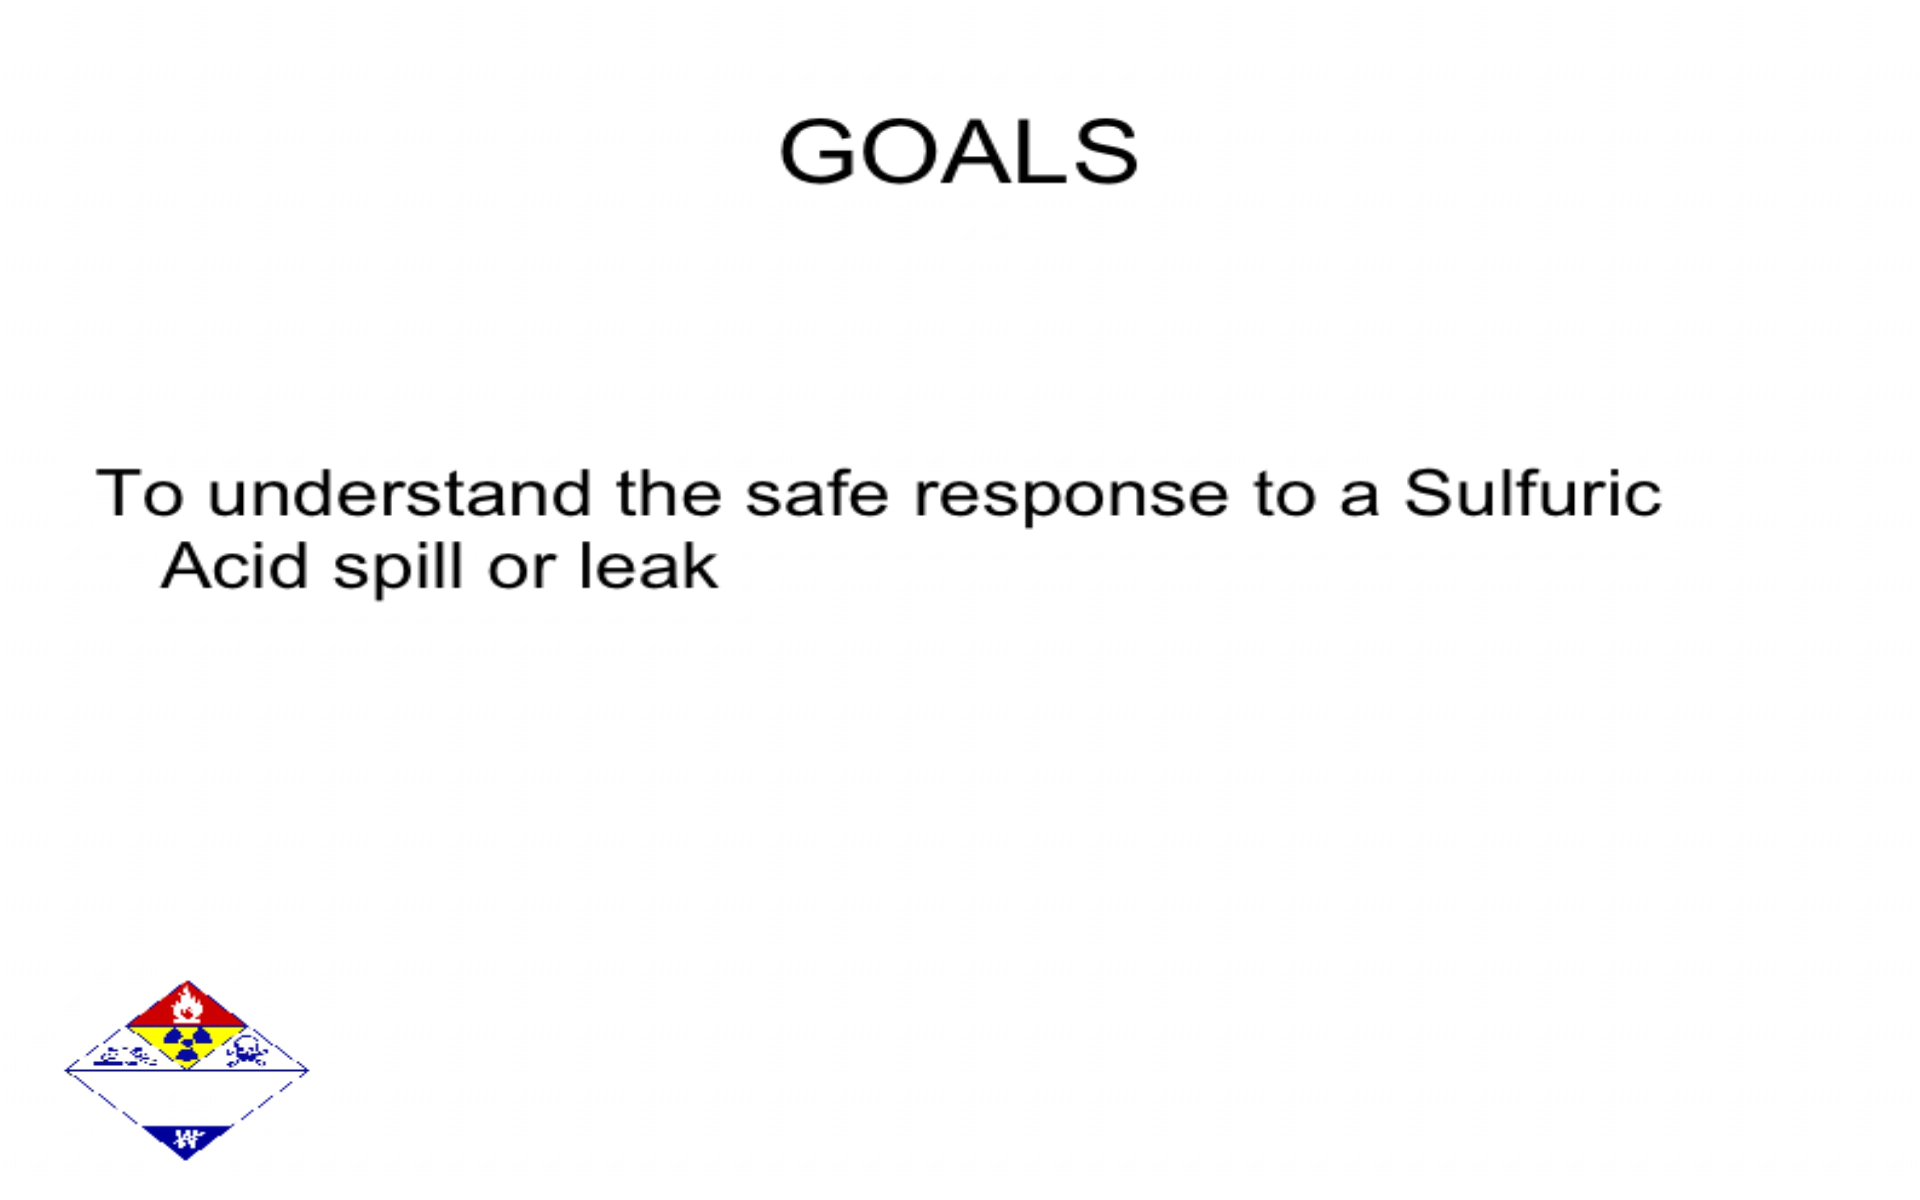 GOALS
To understand the safe response to a Sulfuric
Acid spill or leak
W